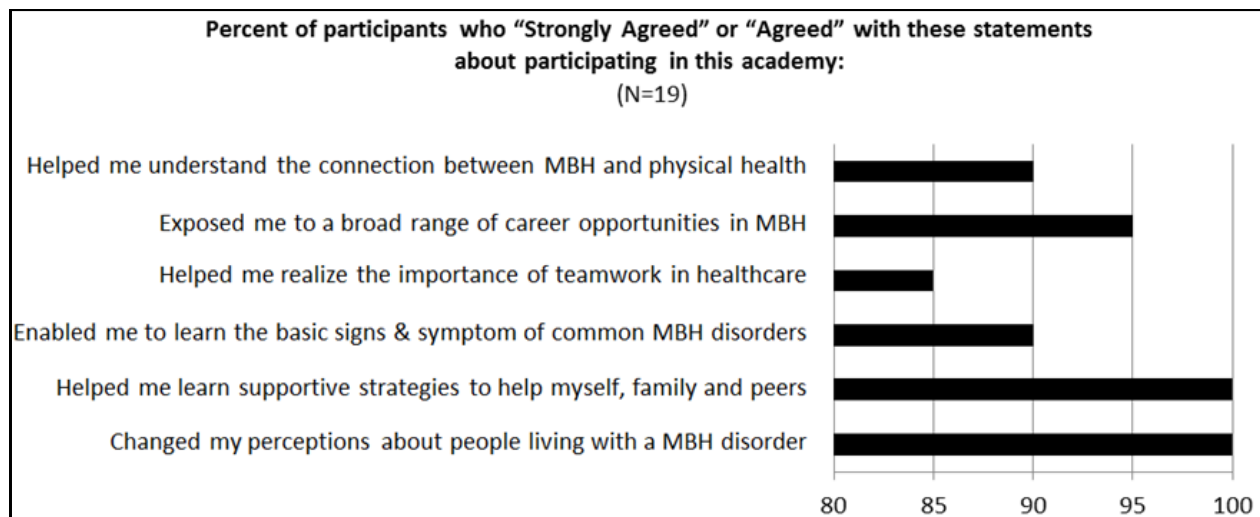 Percent of participants who “Strongly Agreed” or “Agreed” with these statements
about participating in this academy:
(N=19)
Helped me understand the connection between MBH and physical health
Exposed me to a broad range of career opportunities in MBH
Helped me realize the importance of teamwork in healthcare
Enabled me to learn the basic signs & symptom of common MBH disorders
Helped me learn supportive strategies to help myself, family and peers
Changed my perceptions about people living with a MBH disorder
80 85 90 95 100